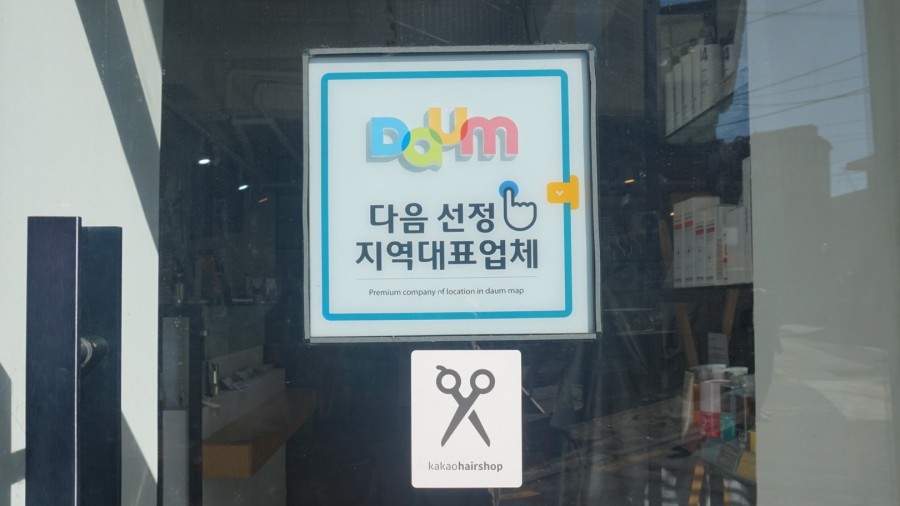 Daum
다음 선정
지역대표업체
Premium company of location in daum map
kakaohairshop